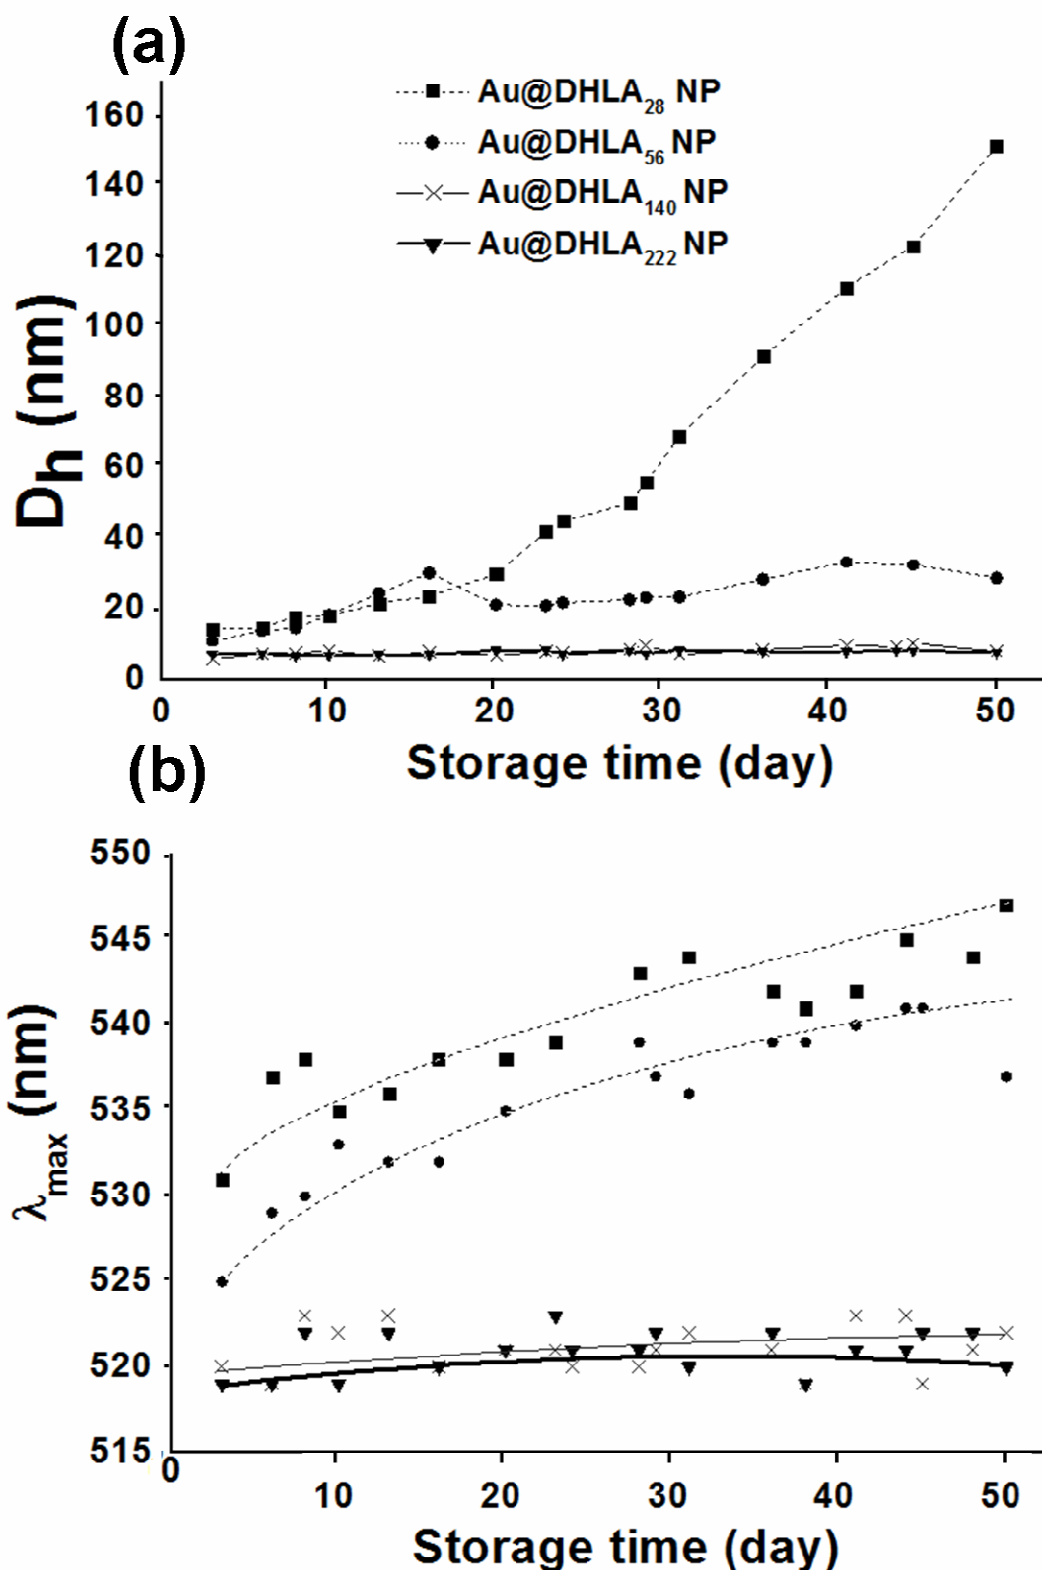 (a)
Au@DHLA28 NP
Au@DHLA56 NP
Au@DHLA140 NP
Au@DHLA222 NP
160
140
120
100
80
60
40
20
0
Dh (nm)
0 10 20 30 40 50
Storage time (day)
(b)
550
545
540
535
530
525
520
515
λmax (nm)
0 10 20 30 40 50
Storage time (day)